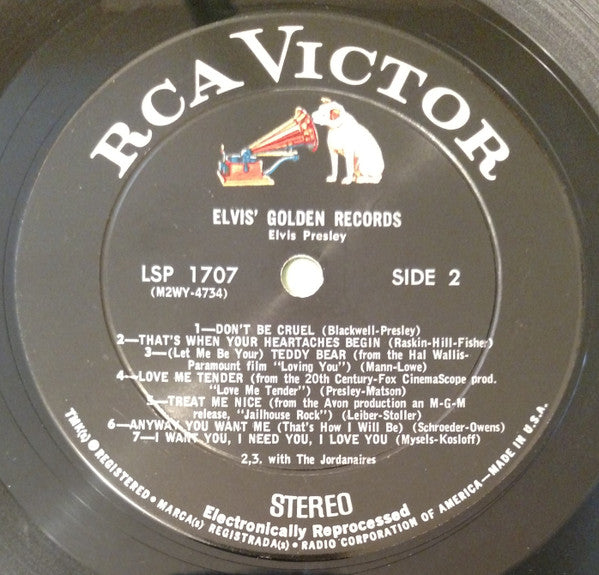 RCA VICTOR
ELVIS' GOLDEN RECORDS
Elvis Presley
LSP 1707
(M2WY-4734)
SIDE 2
1—DON'T BE CRUEL (Blackwell-Presley)
2—THAT'S WHEN YOUR HEARTACHES BEGIN (Raskin-Hill-Fisher)
3—(Let Me Be Your) TEDDY BEAR (from the Hal Wallis-
Paramount film "Loving You") (Mann-Lowe)
4—LOVE ME TENDER (from the 20th Century-Fox CinemaScope prod.
"Love Me Tender") (Presley-Matson)
5—TREAT ME NICE (from the Avon production an M-G-M
release, "Jailhouse Rock") (Leiber-Stoller)
6—ANYWAY YOU WANT ME (That's How I Will Be) (Schroeder-Owens)
7—I WANT YOU, I NEED YOU, I LOVE YOU (Mysels-Kosloff)
2,3. with The Jordanaires
STEREO
Electronically Reprocessed
TMK(s) ® REGISTERED • MARCA(s) REGISTRADA(s) • RADIO CORPORATION OF AMERICA—MADE IN U.S.A.